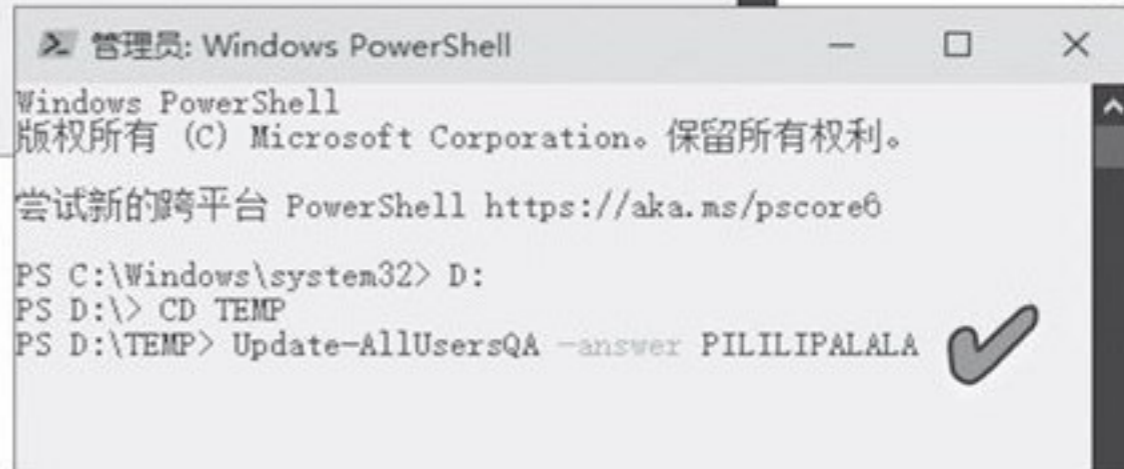 管理员: Windows PowerShell
Windows PowerShell
版权所有 (C) Microsoft Corporation。保留所有权利。
尝试新的跨平台 PowerShell https://aka.ms/pscore6
PS C:\Windows\system32> D:
PS D:\> CD TEMP
PS D:\TEMP> Update-AllUsersQA -answer PILILIPALALA